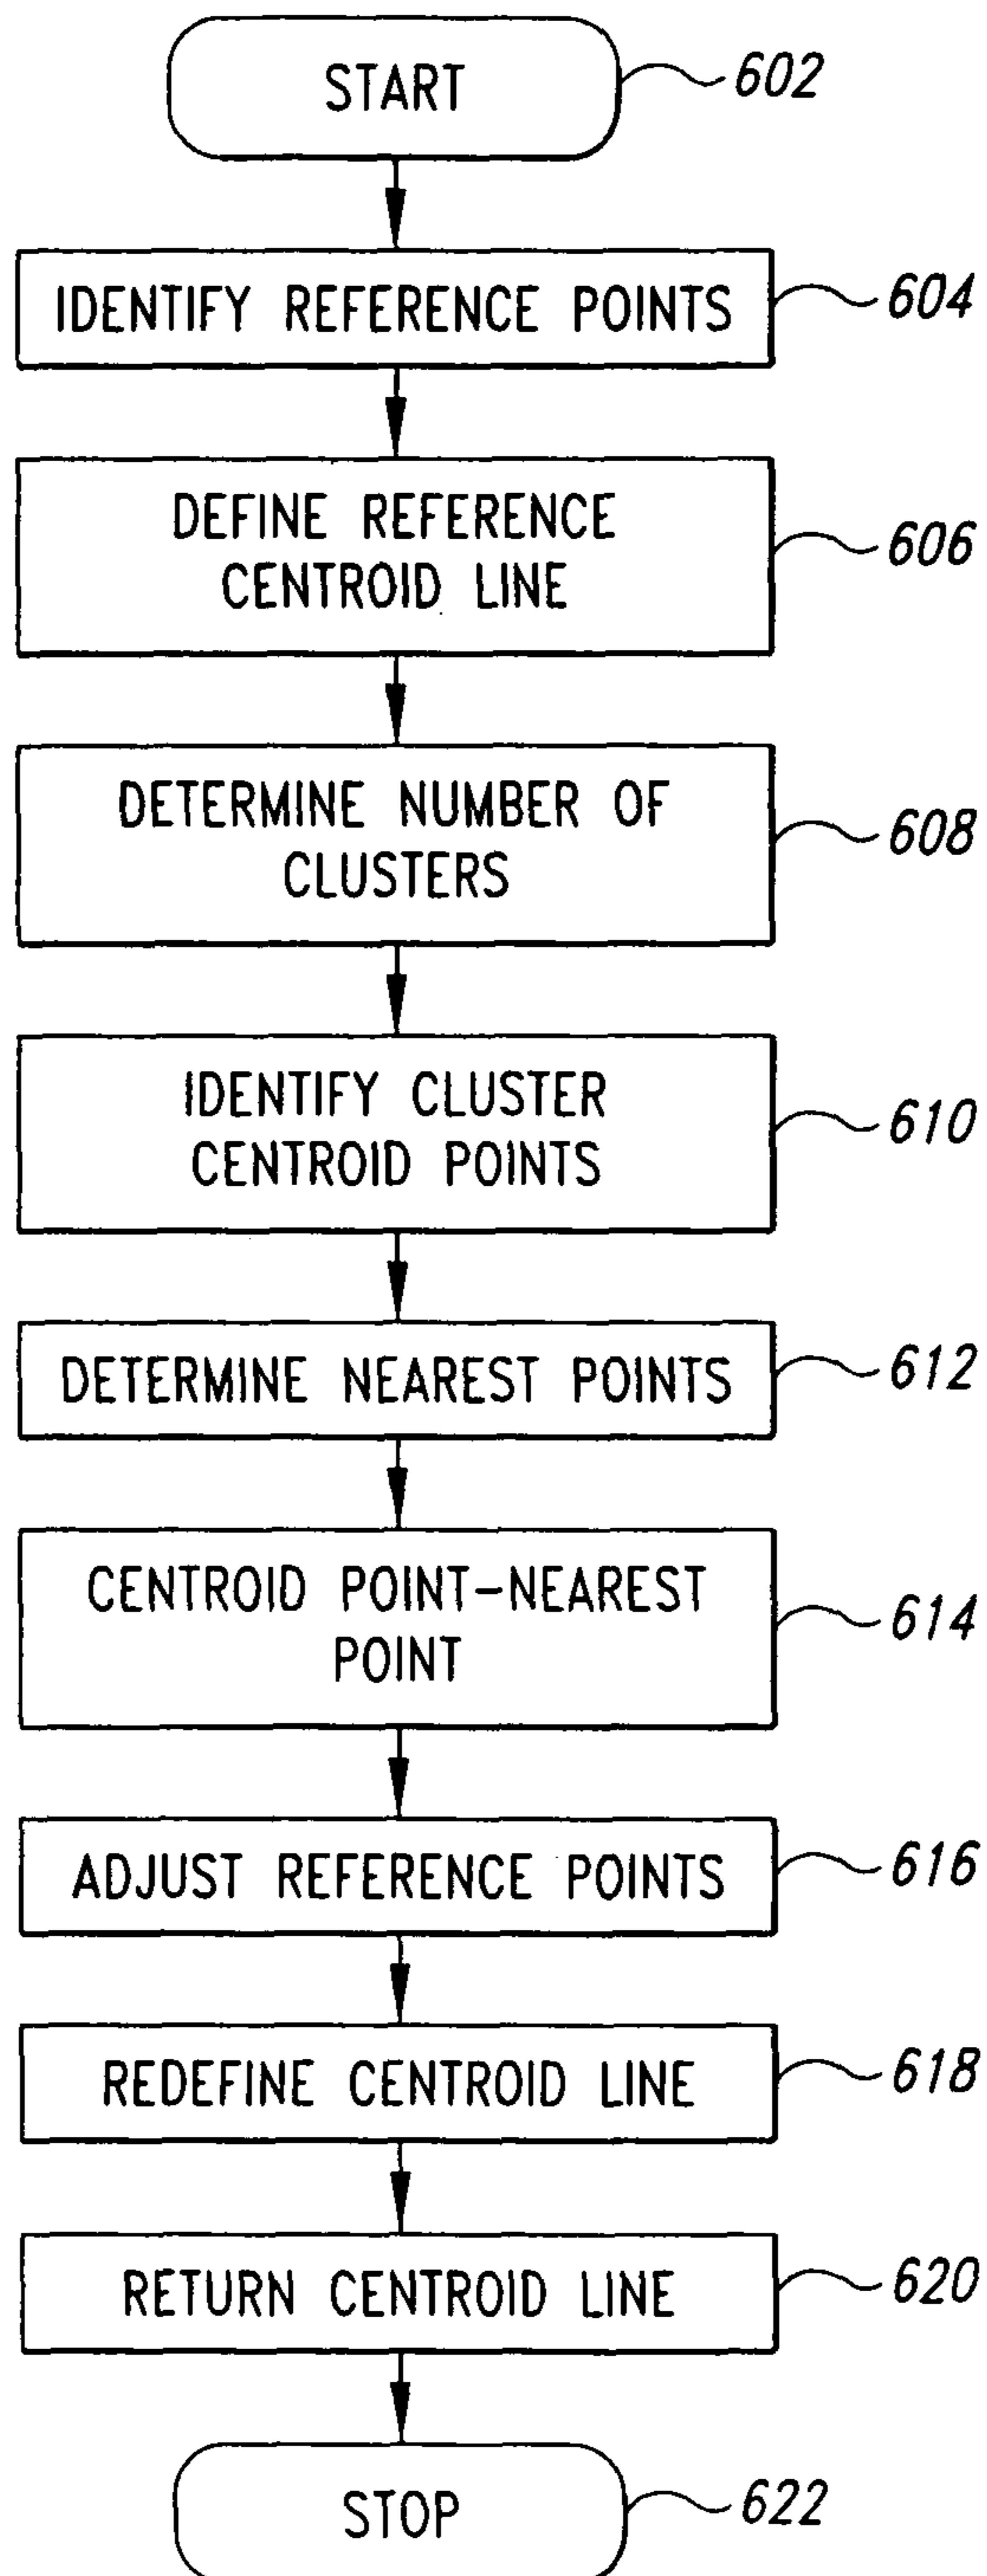 START
602
IDENTIFY REFERENCE POINTS
604
DEFINE REFERENCE
CENTROID LINE
606
DETERMINE NUMBER OF
CLUSTERS
608
IDENTIFY CLUSTER
CENTROID POINTS
610
DETERMINE NEAREST POINTS
612
CENTROID POINT-NEAREST
POINT
614
ADJUST REFERENCE POINTS
616
REDEFINE CENTROID LINE
618
RETURN CENTROID LINE
620
STOP
622